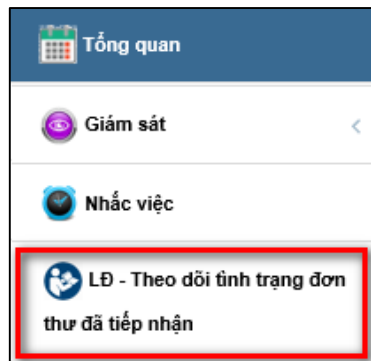 Tổng quan
Giám sát
Nhắc việc
LĐ - Theo dõi tình trạng đơn
thư đã tiếp nhận